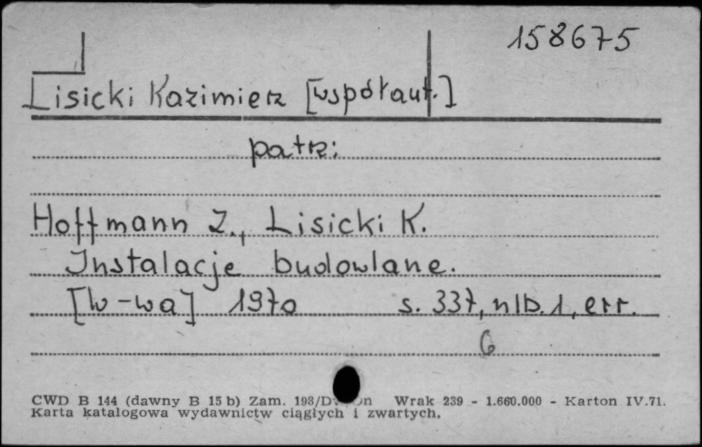 158675
Lisicki Kazimierz [współaut.]
patrz:
Hoffmann Z., Lisicki K.
Instalacje budowlane.
[W-wa] 1970 s. 337, nlb. 1, err.
6
CWD B 144 (dawny B 15 b) Zam. 198/ Wrak 239 - 1.660.000 - Karton IV.71.
Karta katalogowa wydawnictw ciągłych i zwartych.